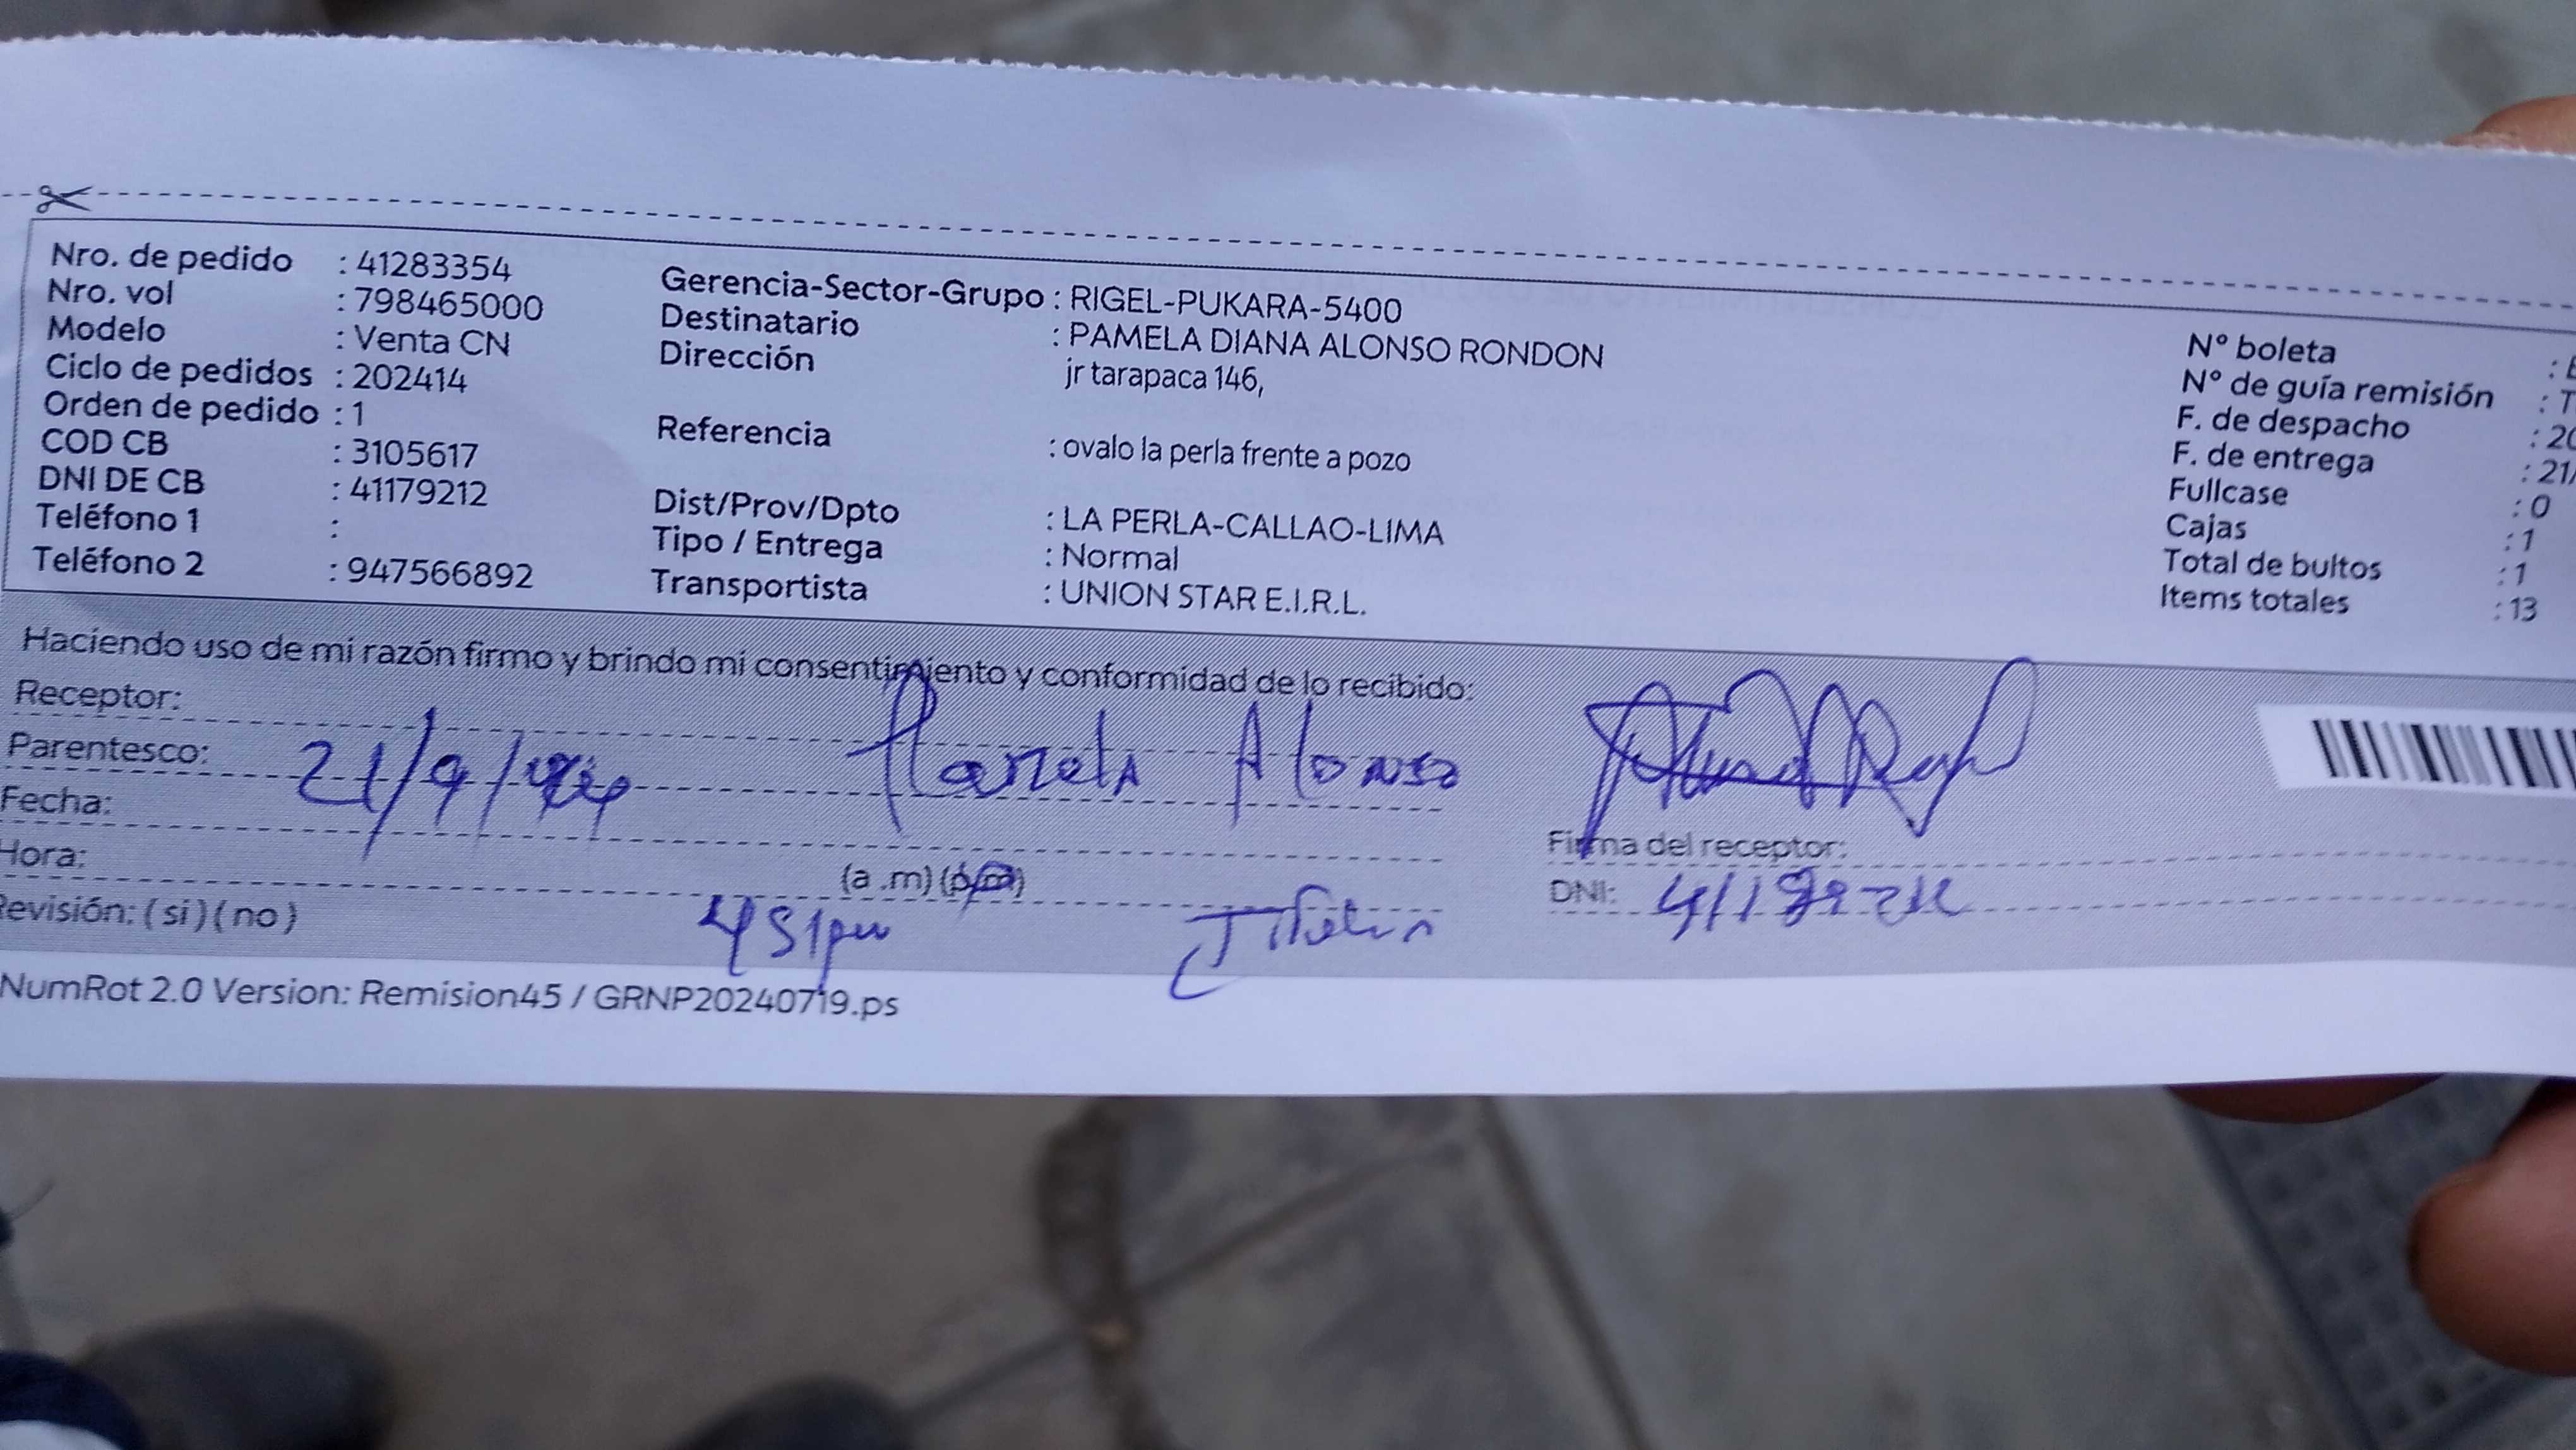 Nro. de pedido : 41283354
Nro. vol : 798465000
Modelo : Venta CN
Ciclo de pedidos : 202414
Orden de pedido : 1
COD CB : 3105617
DNI DE CB : 41179212
Teléfono 1 :
Teléfono 2 : 947566892
Gerencia-Sector-Grupo : RIGEL-PUKARA-5400
Destinatario : PAMELA DIANA ALONSO RONDON
Dirección jr tarapaca 146,
Referencia : ovalo la perla frente a pozo
Dist/Prov/Dpto : LA PERLA-CALLAO-LIMA
Tipo / Entrega : Normal
Transportista : UNION STAR E.I.R.L.
N° boleta :
N° de guía remisión : T
F. de despacho : 20
F. de entrega : 21/
Fullcase : 0
Cajas : 1
Total de bultos : 1
Items totales : 13
Haciendo uso de mi razón firmo y brindo mi consentimiento y conformidad de lo recibido:
Receptor:
Parentesco: 21/9/ Pamela Alonso
Fecha:
Hora: (a .m) (p.m)
Revisión: ( si ) ( no )
Firma del receptor:
DNI:
NumRot 2.0 Version: Remision45 / GRNP20240719.ps